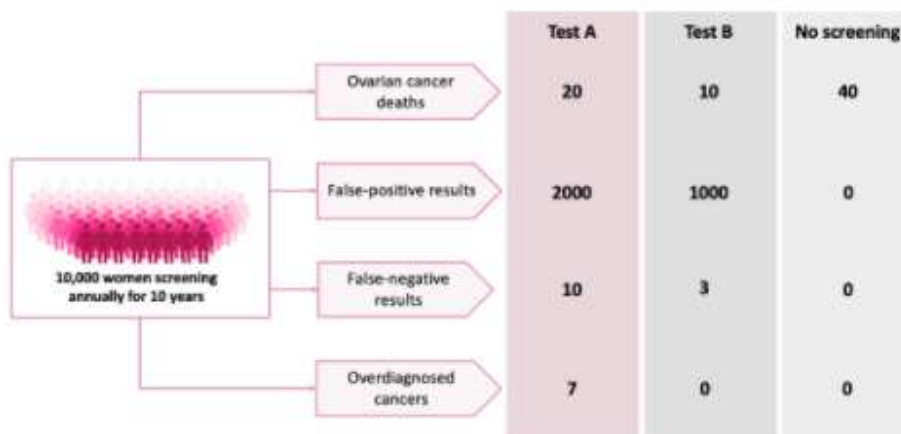 Test A Test B No screening
Ovarian cancer
deaths
20 10 40
False-positive results
2000 1000 0
10,000 women screening
annually for 10 years
False-negative
results
10 3 0
Overdiagnosed
cancers
7 0 0